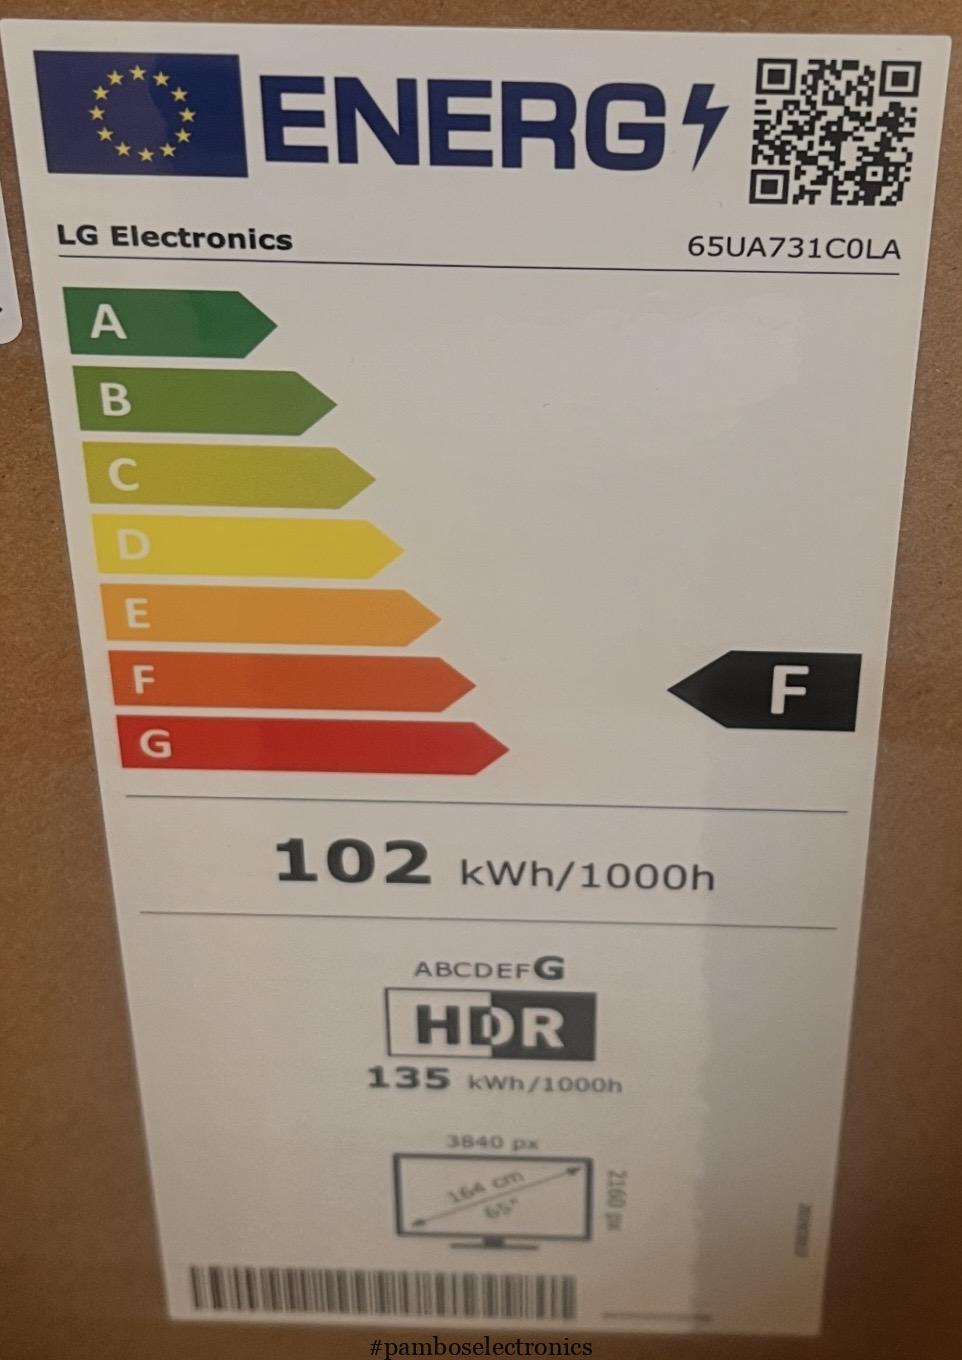 ENERG
LG Electronics
65UA731C0LA
A
B
C
D
E
F
F
G
102 kWh/1000h
ABCDEFG
HDR
135 kWh/1000h
3840 px
164 cm
65"
2160 px
#pamboselectronics